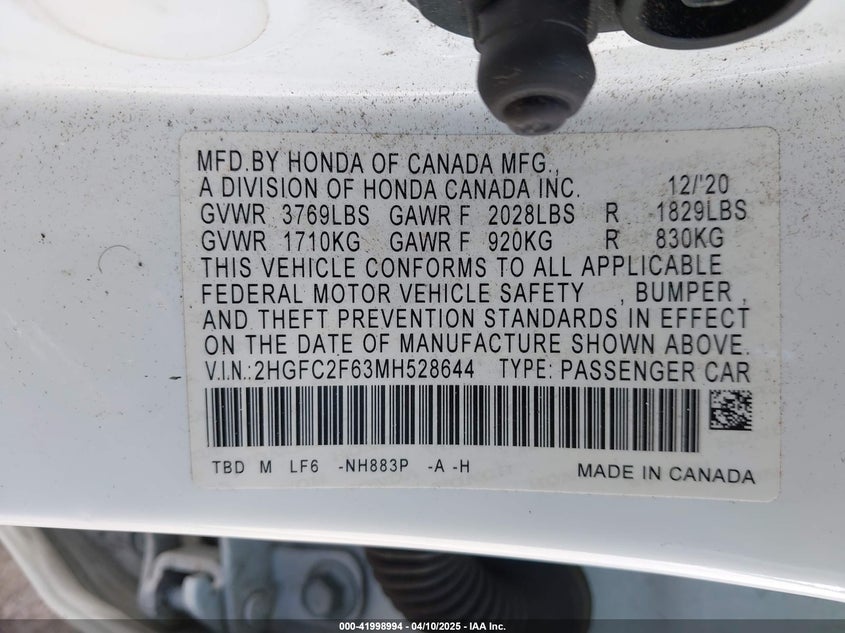 MFD.BY HONDA OF CANADA MFG.,
A DIVISION OF HONDA CANADA INC. 12/'20
GVWR 3769LBS GAWR F 2028LBS R 1829LBS
GVWR 1710KG GAWR F 920KG R 830KG
THIS VEHICLE CONFORMS TO ALL APPLICABLE
FEDERAL MOTOR VEHICLE SAFETY , BUMPER ,
AND THEFT PREVENTION STANDARDS IN EFFECT
ON THE DATE OF MANUFACTURE SHOWN ABOVE.
V.I.N.:2HGFC2F63MH528644 TYPE: PASSENGER CAR
TBD M LF6 -NH883P -A -H MADE IN CANADA
000-41998994 04/10/2025 - IAA Inc.